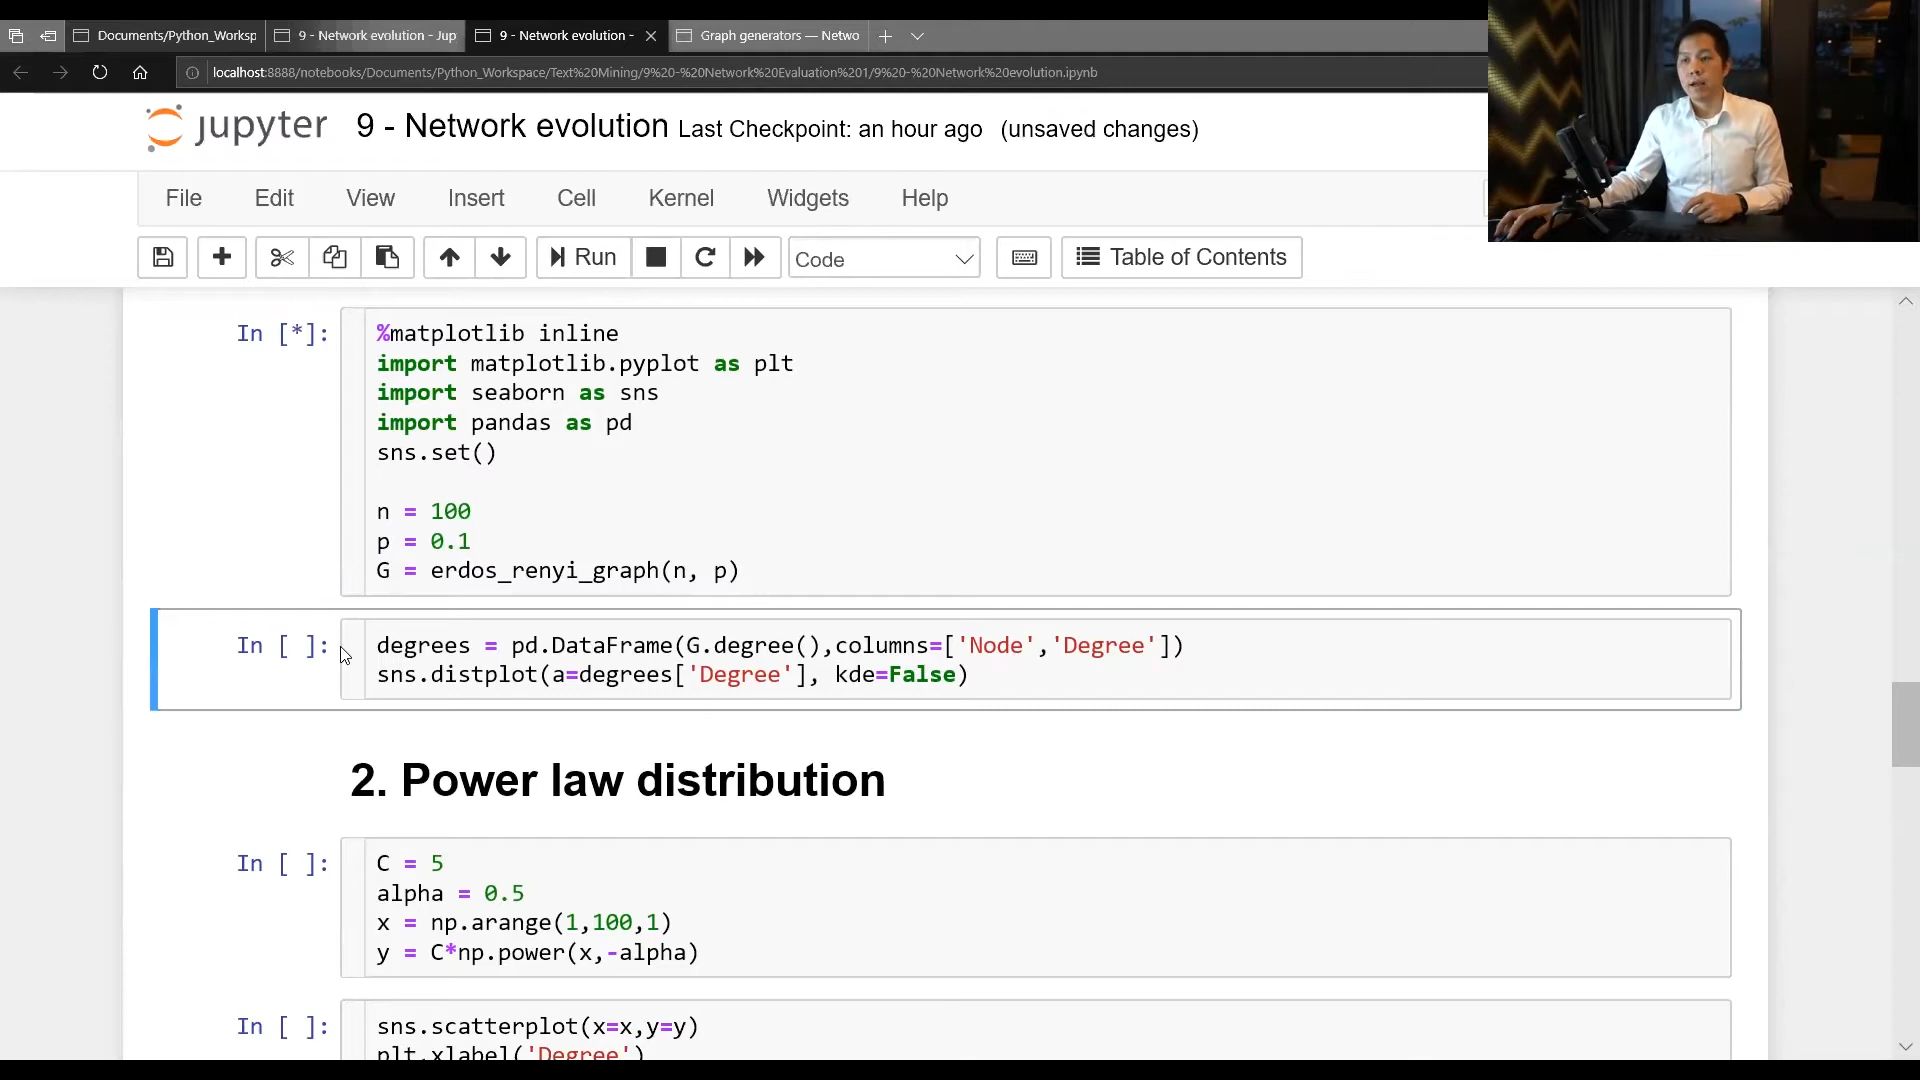 Documents/Python_Worksp
9 - Network evolution - Jup
9 - Network evolution -
Graph generators — Netwo
localhost:8888/notebooks/Documents/Python_Workspace/Text%20Mining/9%20-%20Network%20Evaluation%201/9%20-%20Network%20evolution.ipynb
jupyter 9 - Network evolution Last Checkpoint: an hour ago (unsaved changes)
File Edit View Insert Cell Kernel Widgets Help
Run Code Table of Contents
In [*]: %matplotlib inline
import matplotlib.pyplot as plt
import seaborn as sns
import pandas as pd
sns.set()
n = 100
p = 0.1
G = erdos_renyi_graph(n, p)
In [ ]: degrees = pd.DataFrame(G.degree(),columns=['Node','Degree'])
sns.distplot(a=degrees['Degree'], kde=False)
2. Power law distribution
In [ ]: C = 5
alpha = 0.5
x = np.arange(1,100,1)
y = C*np.power(x,-alpha)
In [ ]: sns.scatterplot(x=x,y=y)
plt.xlabel('Degree')